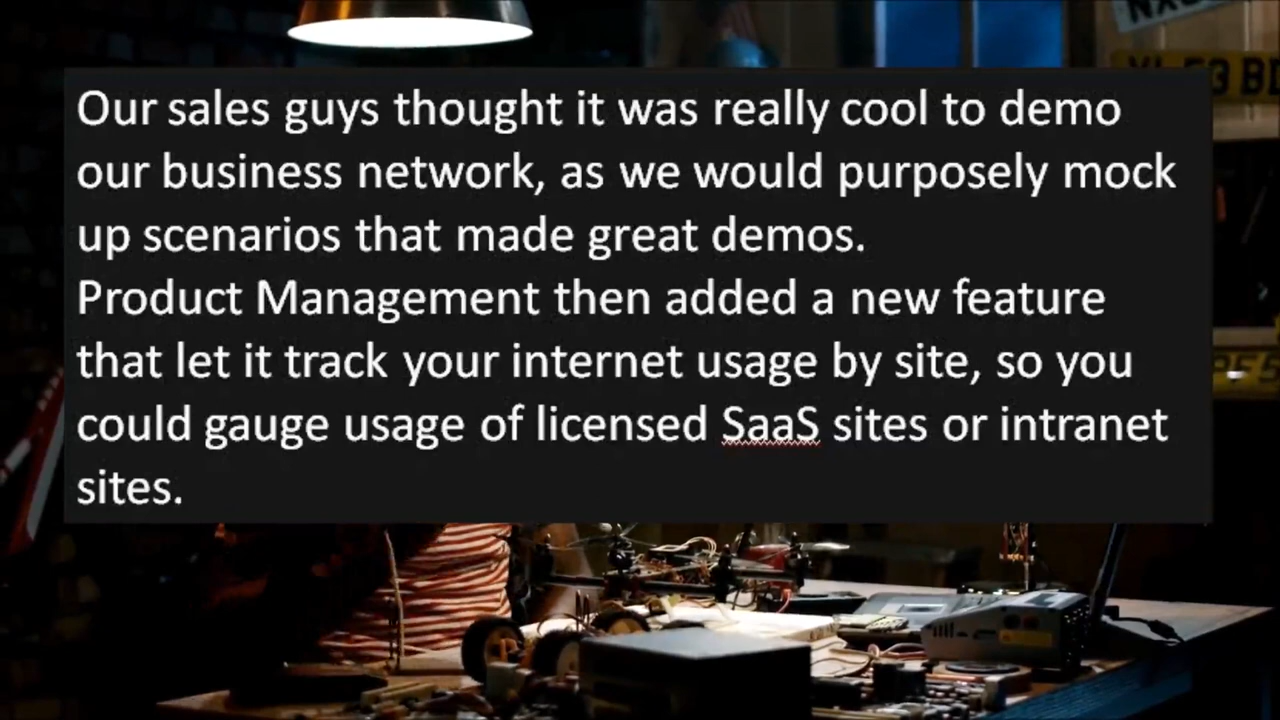 Our sales guys thought it was really cool to demo
our business network, as we would purposely mock
up scenarios that made great demos.
Product Management then added a new feature
that let it track your internet usage by site, so you
could gauge usage of licensed SaaS sites or intranet
sites.